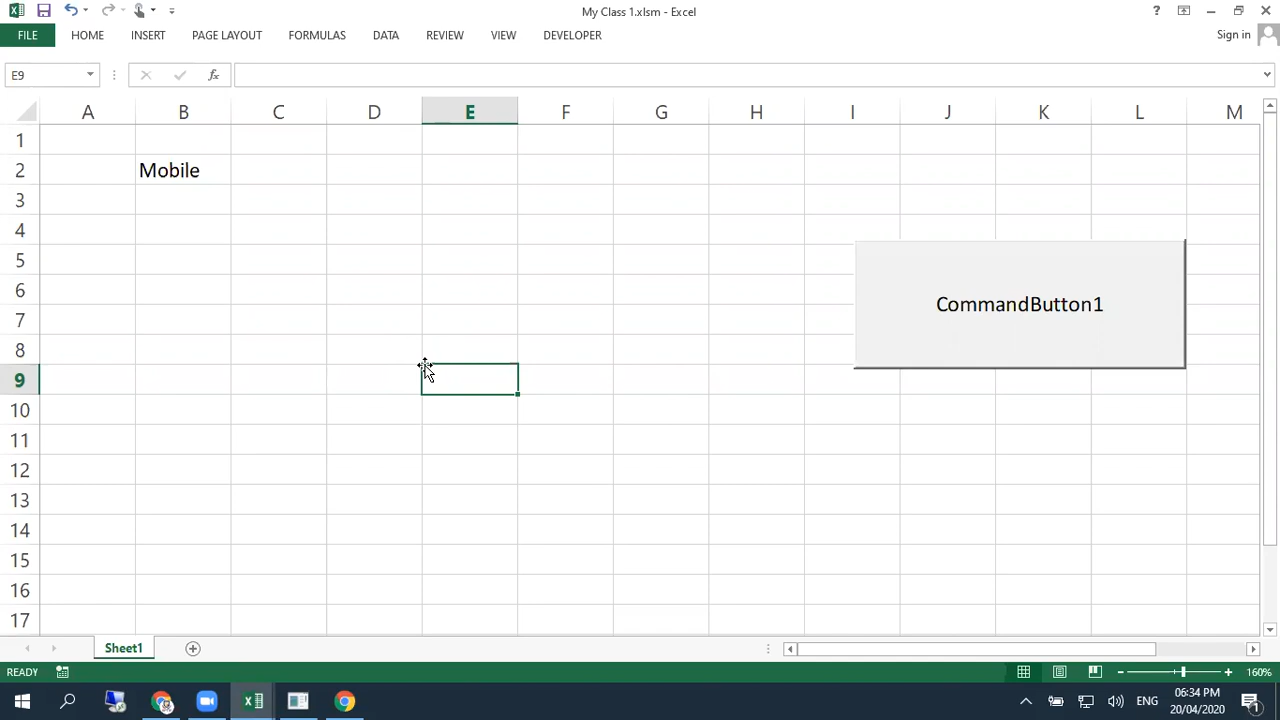 My Class 1.xlsm - Excel
?
FILE HOME INSERT PAGE LAYOUT FORMULAS DATA REVIEW VIEW DEVELOPER Sign in
E9 fx
A B C D E F G H I J K L M
1
2 Mobile
3
4
5
6
7 CommandButton1
8
9
10
11
12
13
14
15
16
17
Sheet1
READY 160%
ENG 06:34 PM
20/04/2020
1